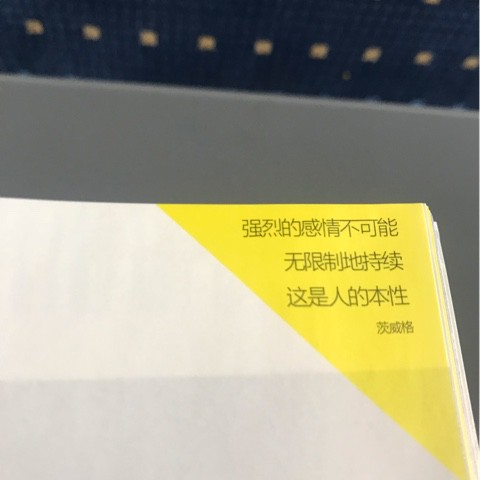 强烈的感情不可能
无限制地持续
这是人的本性
茨威格